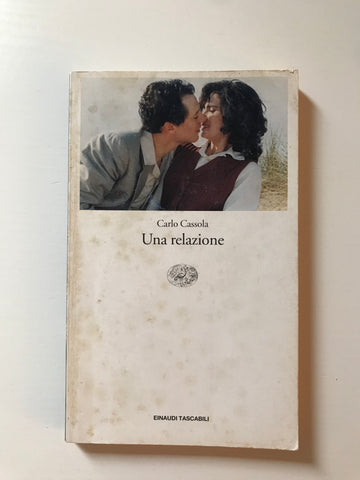 Carlo Cassola
Una relazione
EINAUDI TASCABILI